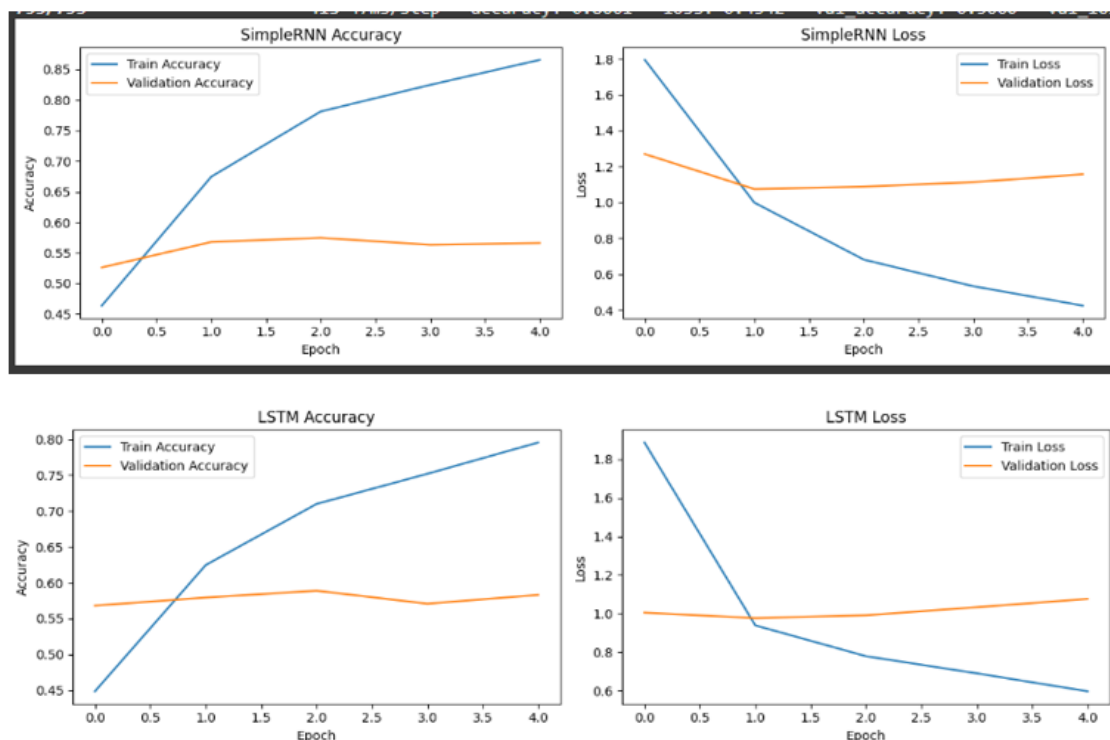 SimpleRNN Accuracy
Train Accuracy
Validation Accuracy
0.85
0.80
0.75
0.70
0.65
0.60
0.55
0.50
0.45
Accuracy
0.0 0.5 1.0 1.5 2.0 2.5 3.0 3.5 4.0
Epoch
SimpleRNN Loss
Train Loss
Validation Loss
1.8
1.6
1.4
1.2
1.0
0.8
0.6
0.4
Loss
0.0 0.5 1.0 1.5 2.0 2.5 3.0 3.5 4.0
Epoch
LSTM Accuracy
Train Accuracy
Validation Accuracy
0.80
0.75
0.70
0.65
0.60
0.55
0.50
0.45
Accuracy
0.0 0.5 1.0 1.5 2.0 2.5 3.0 3.5 4.0
Epoch
LSTM Loss
Train Loss
Validation Loss
1.8
1.6
1.4
1.2
1.0
0.8
0.6
Loss
0.0 0.5 1.0 1.5 2.0 2.5 3.0 3.5 4.0
Epoch